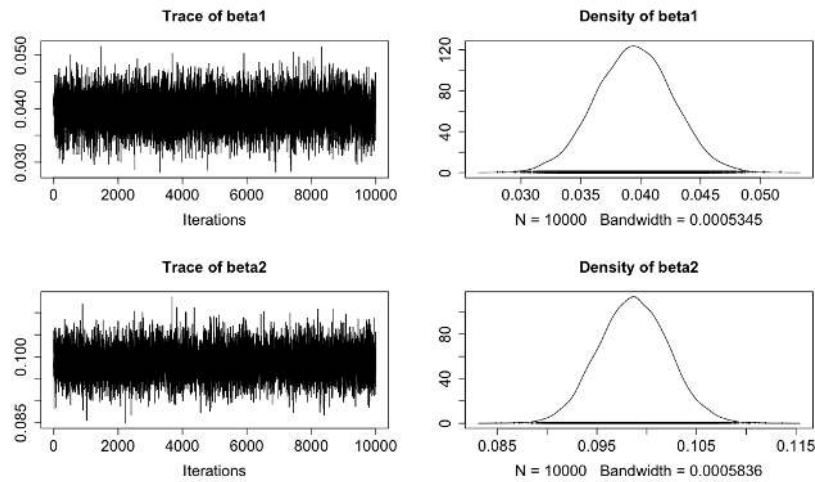 Trace of beta1
0.050
0.040
0.030
0 2000 4000 6000 8000 10000
Iterations
Density of beta1
120
80
40
0
0.030 0.035 0.040 0.045 0.050
N = 10000 Bandwidth = 0.0005345
Trace of beta2
0.100
0.085
0 2000 4000 6000 8000 10000
Iterations
Density of beta2
80
40
0
0.085 0.095 0.105 0.115
N = 10000 Bandwidth = 0.0005836